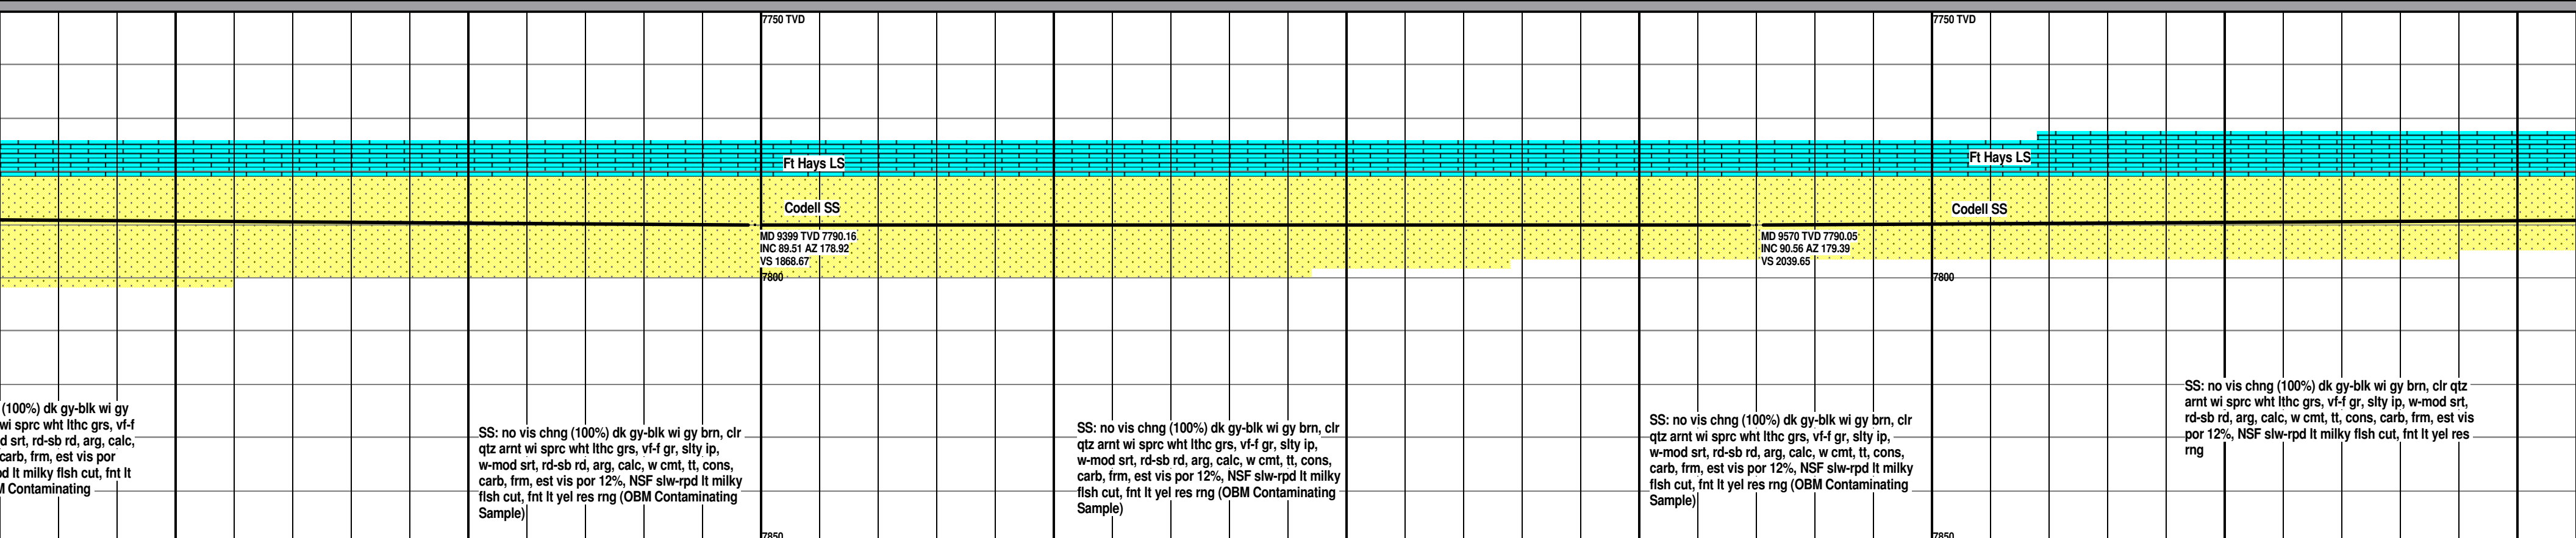 7750 TVD
7750 TVD
Ft Hays LS
Ft Hays LS
Codell SS
Codell SS
MD 9399 TVD 7790.16
INC 89.51 AZ 178.92
VS 1868.67
MD 9570 TVD 7790.05
INC 90.56 AZ 179.39
VS 2039.65
7800
7800
(100%) dk gy-blk wi gy
wi sprc wht lthc grs, vf-f
d srt, rd-sb rd, arg, calc,
carb, frm, est vis por
d lt milky flsh cut, fnt lt
M Contaminating
SS: no vis chng (100%) dk gy-blk wi gy brn, clr
qtz arnt wi sprc wht lthc grs, vf-f gr, slty ip,
w-mod srt, rd-sb rd, arg, calc, w cmt, tt, cons,
carb, frm, est vis por 12%, NSF slw-rpd lt milky
flsh cut, fnt lt yel res rng (OBM Contaminating
Sample)
SS: no vis chng (100%) dk gy-blk wi gy brn, clr
qtz arnt wi sprc wht lthc grs, vf-f gr, slty ip,
w-mod srt, rd-sb rd, arg, calc, w cmt, tt, cons,
carb, frm, est vis por 12%, NSF slw-rpd lt milky
flsh cut, fnt lt yel res rng (OBM Contaminating
Sample)
SS: no vis chng (100%) dk gy-blk wi gy brn, clr
qtz arnt wi sprc wht lthc grs, vf-f gr, slty ip,
w-mod srt, rd-sb rd, arg, calc, w cmt, tt, cons,
carb, frm, est vis por 12%, NSF slw-rpd lt milky
flsh cut, fnt lt yel res rng (OBM Contaminating
Sample)
SS: no vis chng (100%) dk gy-blk wi gy brn, clr qtz
arnt wi sprc wht lthc grs, vf-f gr, slty ip, w-mod srt,
rd-sb rd, arg, calc, w cmt, tt, cons, carb, frm, est vis
por 12%, NSF slw-rpd lt milky flsh cut, fnt lt yel res
rng
7850
7850